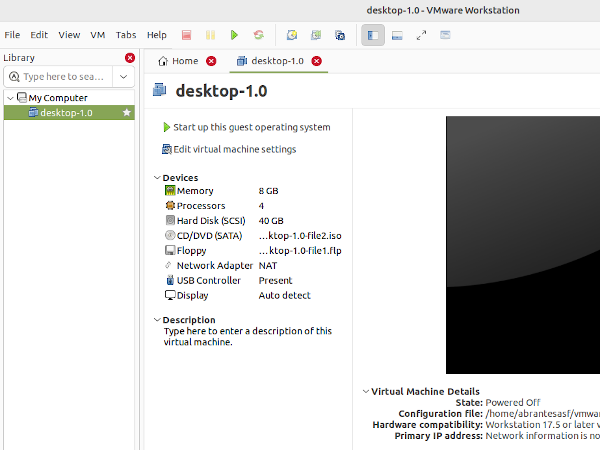 desktop-1.0 - VMware Workstation
File Edit View VM Tabs Help
Library
Home desktop-1.0
Type here to sea...
My Computer
desktop-1.0
desktop-1.0
Start up this guest operating system
Edit virtual machine settings
Devices
Memory 8 GB
Processors 4
Hard Disk (SCSI) 40 GB
CD/DVD (SATA) ...ktop-1.0-file2.iso
Floppy ...ktop-1.0-file1.flp
Network Adapter NAT
USB Controller Present
Display Auto detect
Description
Type here to enter a description of this
virtual machine.
Virtual Machine Details
State: Powered Off
Configuration file: /home/abrantesasf/vmwar
Hardware compatibility: Workstation 17.5 or later v
Primary IP address: Network information is no